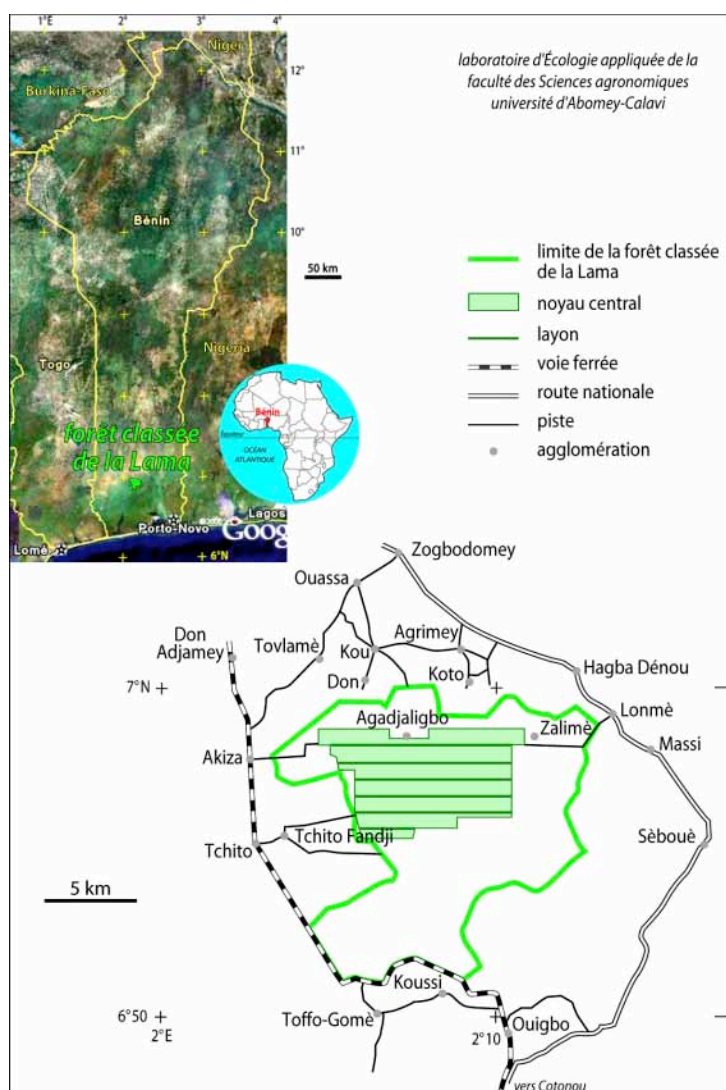 1°E 2° 3° 4°
Niger
12°
Burkina-Faso
11°
Bénin
10°
50 km
Nigeria
Togo
forêt classée
de la Lama
Porto-Novo
Lagos
Lomé
6°N
Bénin
équateur
OCÉAN
ATLANTIQUE
laboratoire d'Écologie appliquée de la
faculté des Sciences agronomiques
université d'Abomey-Calavi
limite de la forêt classée
de la Lama
noyau central
layon
voie ferrée
route nationale
piste
agglomération
Zogbodomey
Ouassa
Don
Adjamey
Tovlamè
Kou
Agrimey
Hagba Dénou
Don
Koto
7°N
Lonmè
Agadjaligbo
Zalimè
Massi
Akiza
Tchito Fandji
Tchito
Sèbouè
5 km
Koussi
6°50
2°E
Toffo-Gomè
2°10
Ouigbo
vers Cotonou